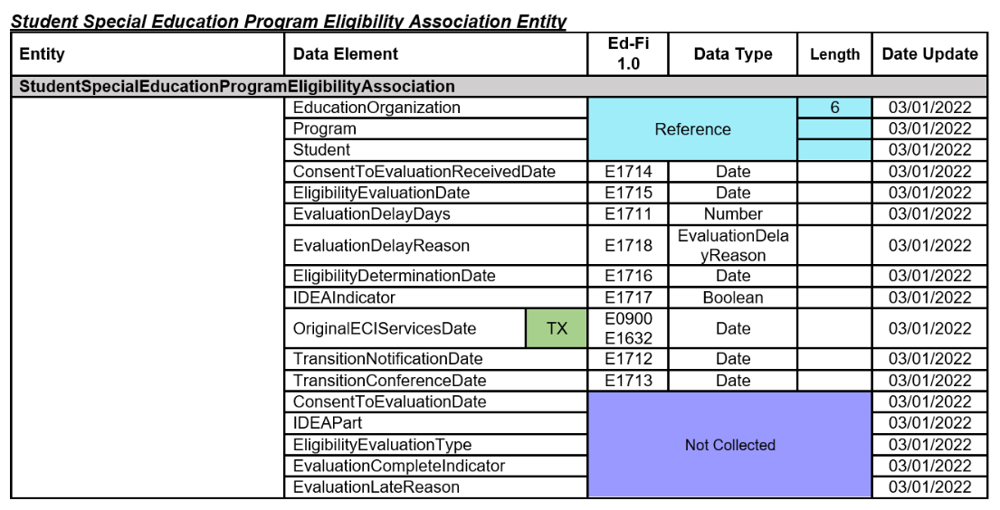 Student Special Education Program Eligibility Association Entity
Entity Data Element Ed-Fi 1.0 Data Type Length Date Update
StudentSpecialEducationProgramEligibilityAssociation
EducationOrganization Reference 6 03/01/2022
Program 03/01/2022
Student 03/01/2022
ConsentToEvaluationReceivedDate E1714 Date 03/01/2022
EligibilityEvaluationDate E1715 Date 03/01/2022
EvaluationDelayDays E1711 Number 03/01/2022
EvaluationDelayReason E1718 EvaluationDela yReason 03/01/2022
EligibilityDeterminationDate E1716 Date 03/01/2022
IDEAIndicator E1717 Boolean 03/01/2022
OriginalECIServicesDate TX E0900 E1632 Date 03/01/2022
TransitionNotificationDate E1712 Date 03/01/2022
TransitionConferenceDate E1713 Date 03/01/2022
ConsentToEvaluationDate 03/01/2022
IDEAPart 03/01/2022
EligibilityEvaluationType Not Collected 03/01/2022
EvaluationCompleteIndicator 03/01/2022
EvaluationLateReason 03/01/2022